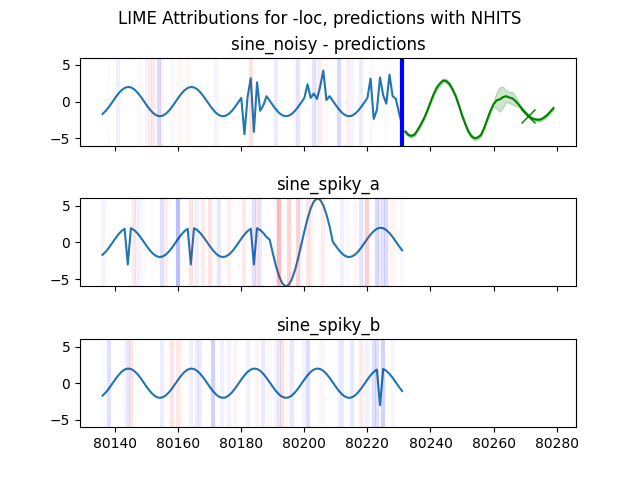 LIME Attributions for -loc, predictions with NHITS
sine_noisy - predictions
5
0
−5
sine_spiky_a
5
0
−5
sine_spiky_b
5
0
−5
80140 80160 80180 80200 80220 80240 80260 80280